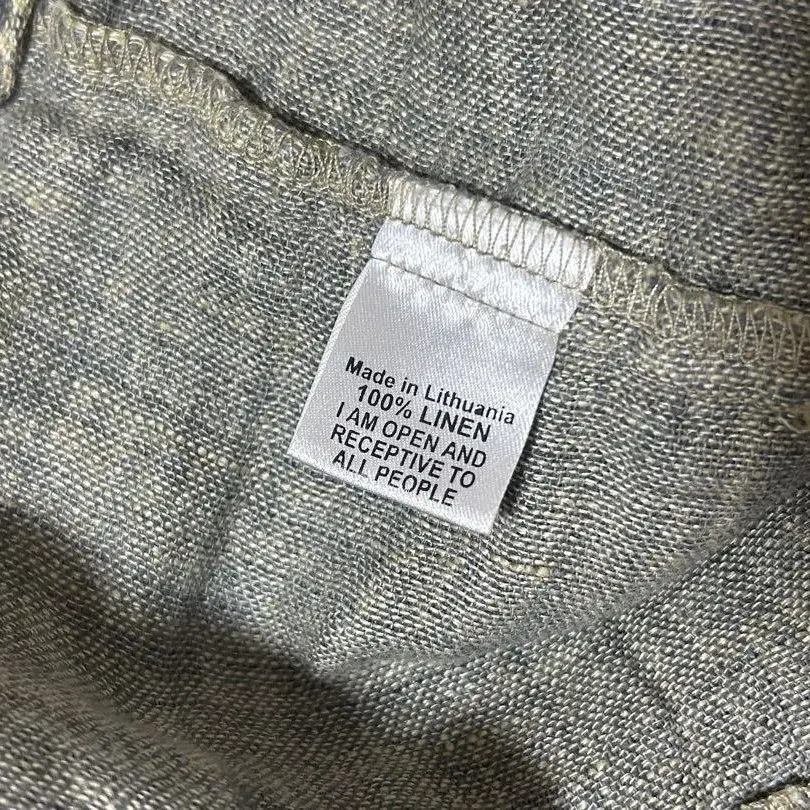 Made in Lithuania
100% LINEN
I AM OPEN AND
RECEPTIVE TO
ALL PEOPLE